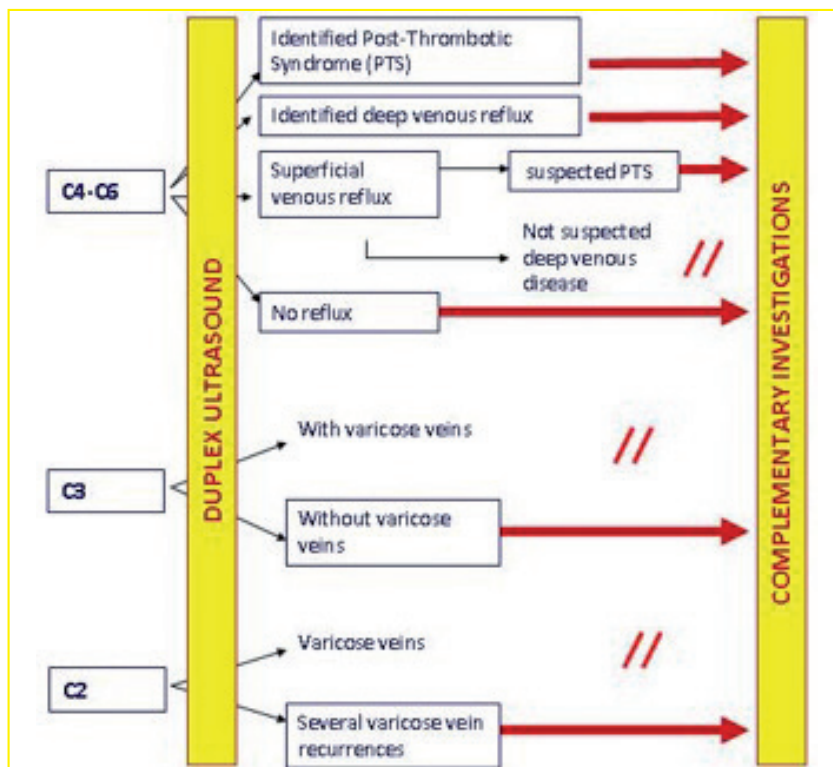 Identified Post-Thrombotic
Syndrome (PTS)
Identified deep venous reflux
C4-C6
Superficial
venous reflux
suspected PTS
Not suspected
deep venous
disease
No reflux
DUPLEX ULTRASOUND
COMPLEMENTARY INVESTIGATIONS
With varicose veins
C3
Without varicose
veins
Varicose veins
C2
Several varicose vein
recurrences